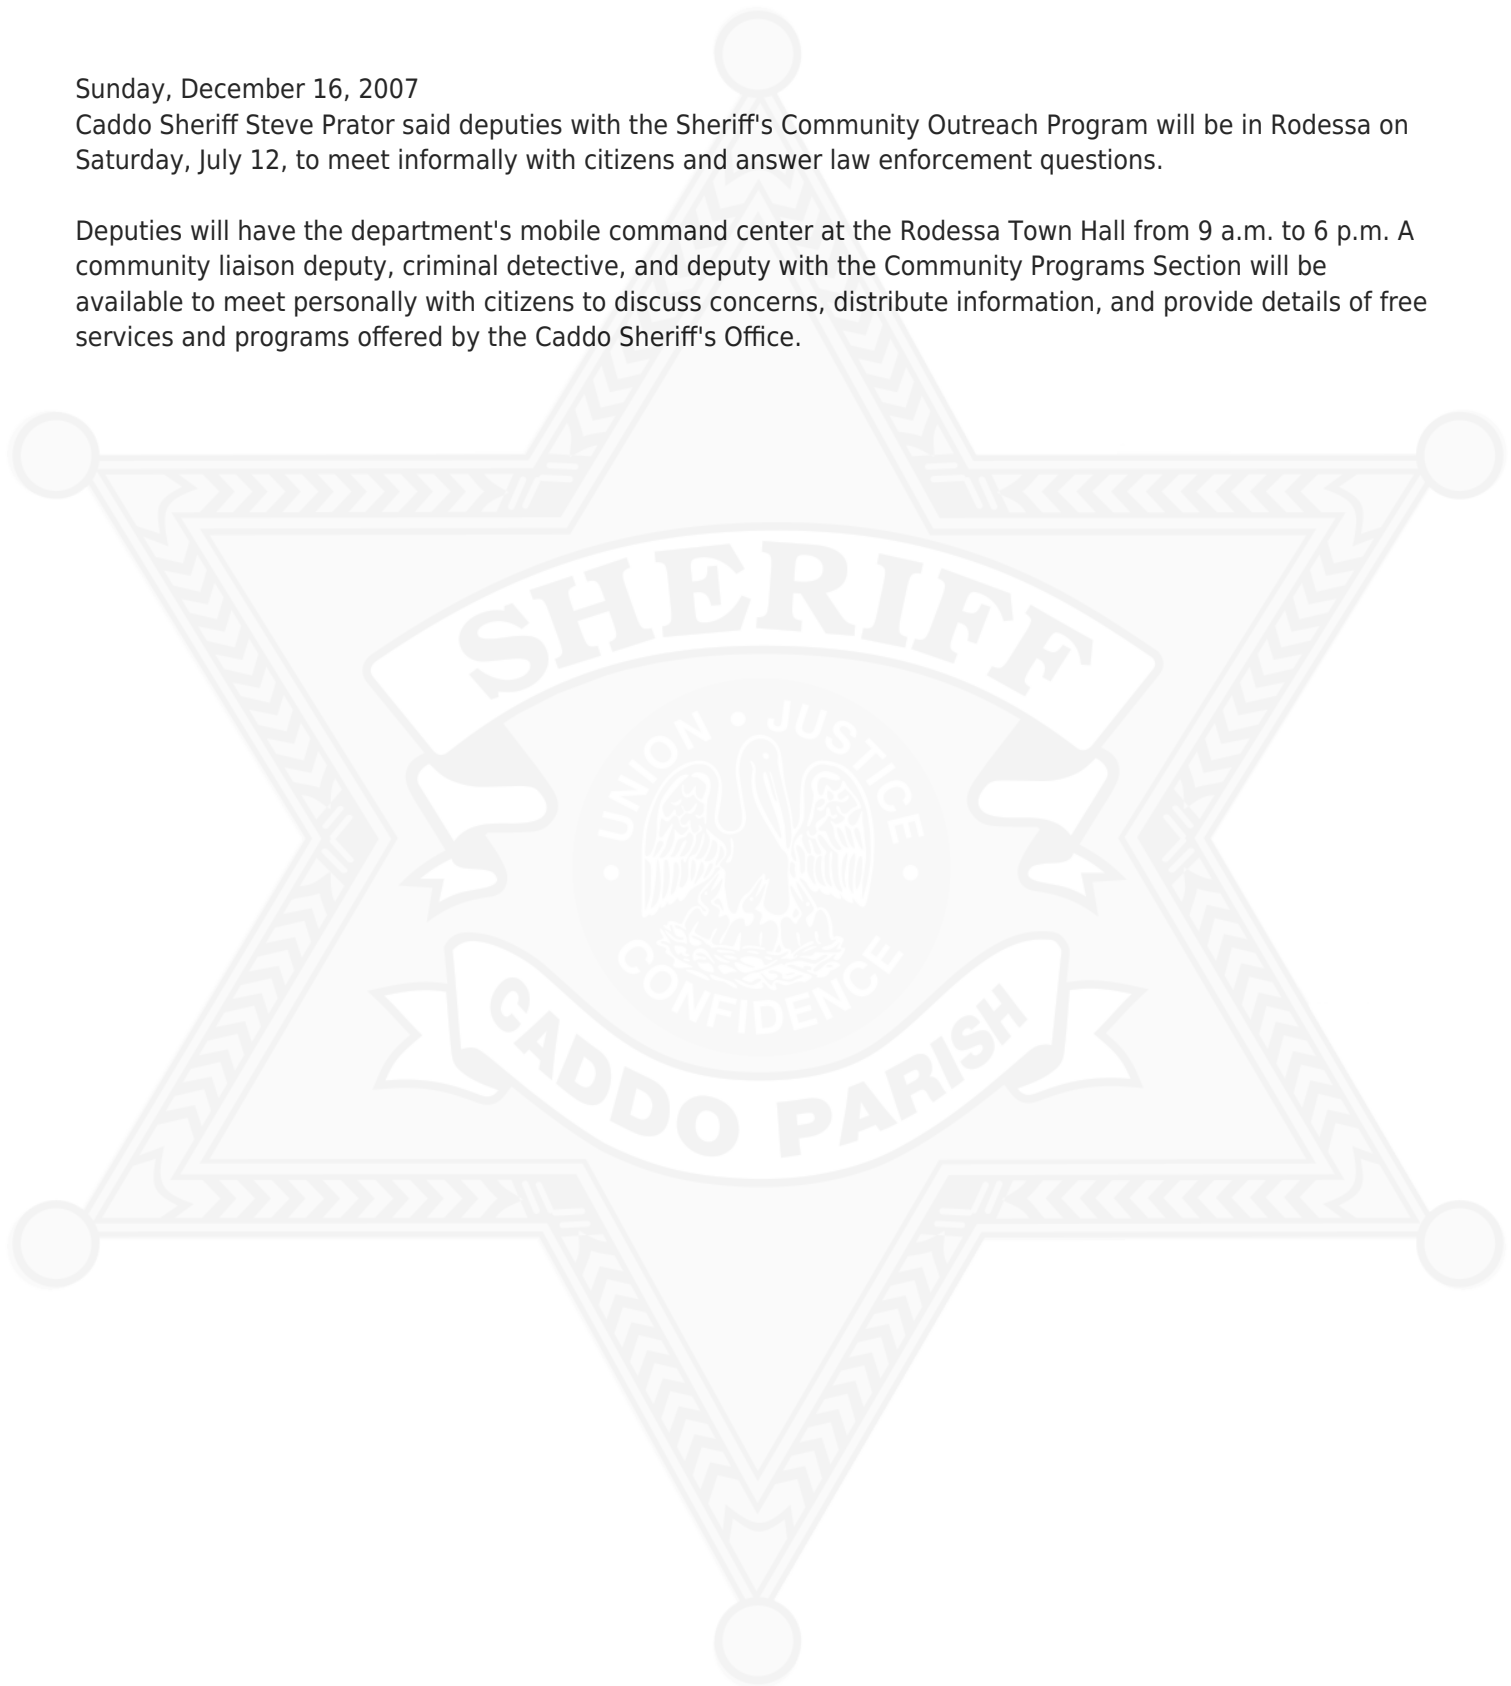 Sunday, December 16, 2007
Caddo Sheriff Steve Prator said deputies with the Sheriff's Community Outreach Program will be in Rodessa on
Saturday, July 12, to meet informally with citizens and answer law enforcement questions.
Deputies will have the department's mobile command center at the Rodessa Town Hall from 9 a.m. to 6 p.m. A
community liaison deputy, criminal detective, and deputy with the Community Programs Section will be
available to meet personally with citizens to discuss concerns, distribute information, and provide details of free
services and programs offered by the Caddo Sheriff's Office.
SHERIFF
UNION • JUSTICE •
CONFIDENCE •
CADDO PARISH